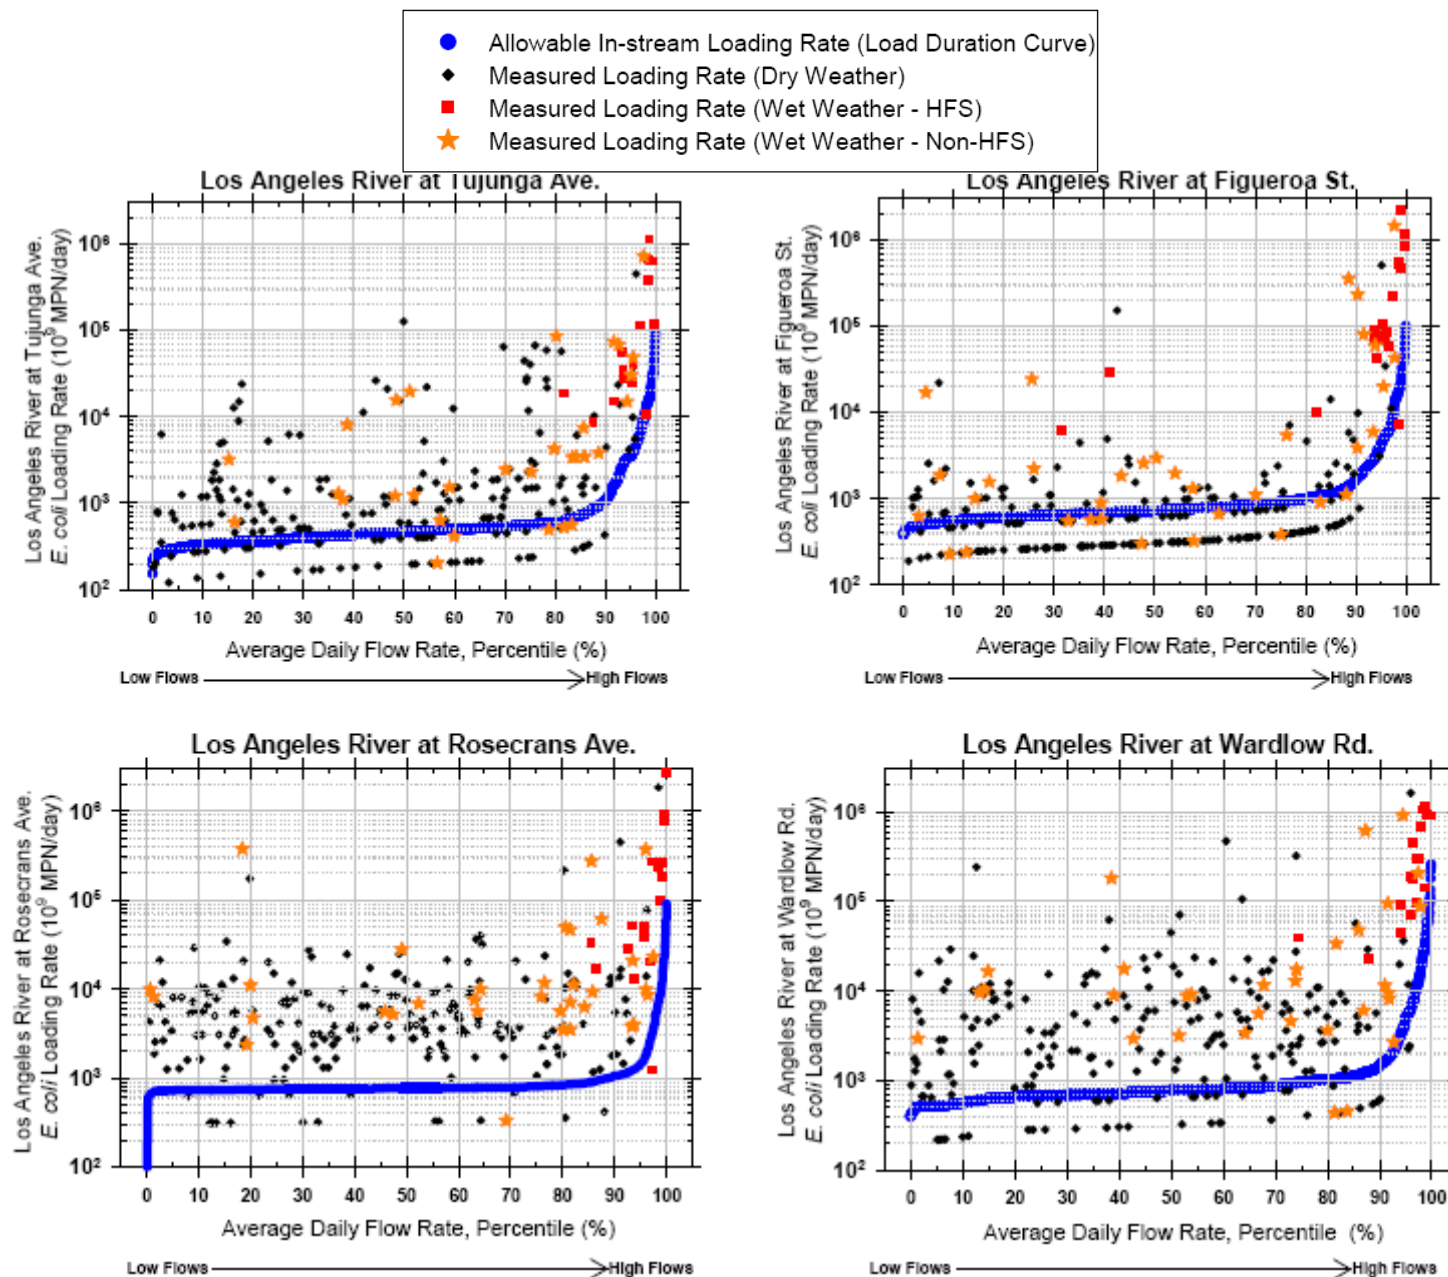 Allowable In-stream Loading Rate (Load Duration Curve)
Measured Loading Rate (Dry Weather)
Measured Loading Rate (Wet Weather - HFS)
Measured Loading Rate (Wet Weather - Non-HFS)
Los Angeles River at Tujunga Ave.
Los Angeles River at Tujunga Ave.
E. coli Loading Rate (10⁹ MPN/day)
10⁶
10⁵
10⁴
10³
10²
0 10 20 30 40 50 60 70 80 90 100
Average Daily Flow Rate, Percentile (%)
Low Flows High Flows
Los Angeles River at Figueroa St.
Los Angeles River at Figueroa St.
E. coli Loading Rate (10⁹ MPN/day)
10⁶
10⁵
10⁴
10³
10²
0 10 20 30 40 50 60 70 80 90 100
Average Daily Flow Rate, Percentile (%)
Low Flows High Flows
Los Angeles River at Rosecrans Ave.
Los Angeles River at Rosecrans Ave.
E. coli Loading Rate (10⁹ MPN/day)
10⁶
10⁵
10⁴
10³
10²
0 10 20 30 40 50 60 70 80 90 100
Average Daily Flow Rate, Percentile (%)
Low Flows High Flows
Los Angeles River at Wardlow Rd.
Los Angeles River at Wardlow Rd.
E. coli Loading Rate (10⁹ MPN/day)
10⁶
10⁵
10⁴
10³
10²
0 10 20 30 40 50 60 70 80 90 100
Average Daily Flow Rate, Percentile (%)
Low Flows High Flows